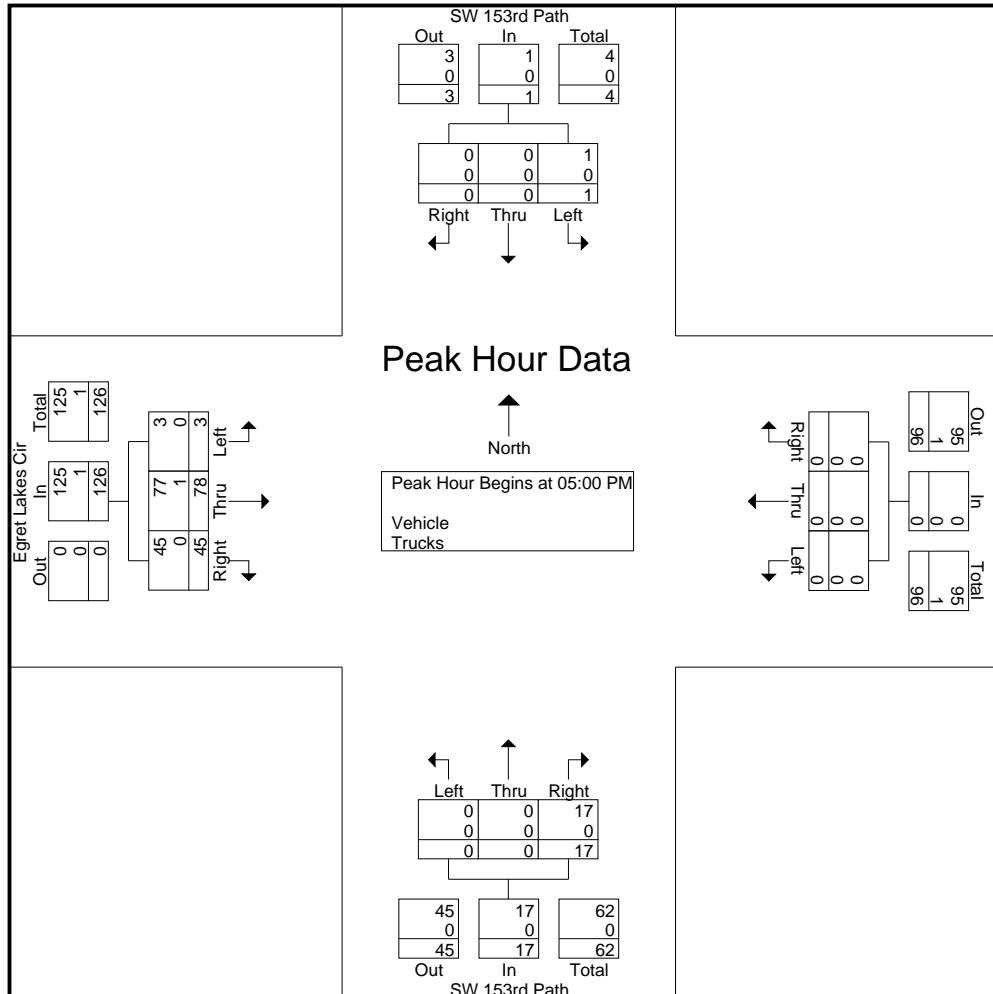 SW 153rd Path
Out In Total
3 1 4
0 0 0
3 1 4
0 0 1
0 0 0
0 0 1
Right Thru Left
Peak Hour Data
North
Peak Hour Begins at 05:00 PM
Vehicle
Trucks
Egret Lakes Cir
Out In Total
0 125 125
0 1 1
0 126 126
Left Thru Right
3 77 45
0 1 0
3 78 45
Out In Total
95 0 95
1 0 1
96 0 96
Right Thru Left
0 0 0
0 0 0
0 0 0
Left Thru Right
0 0 17
0 0 0
0 0 17
45 17 62
0 0 0
45 17 62
Out In Total
SW 153rd Path